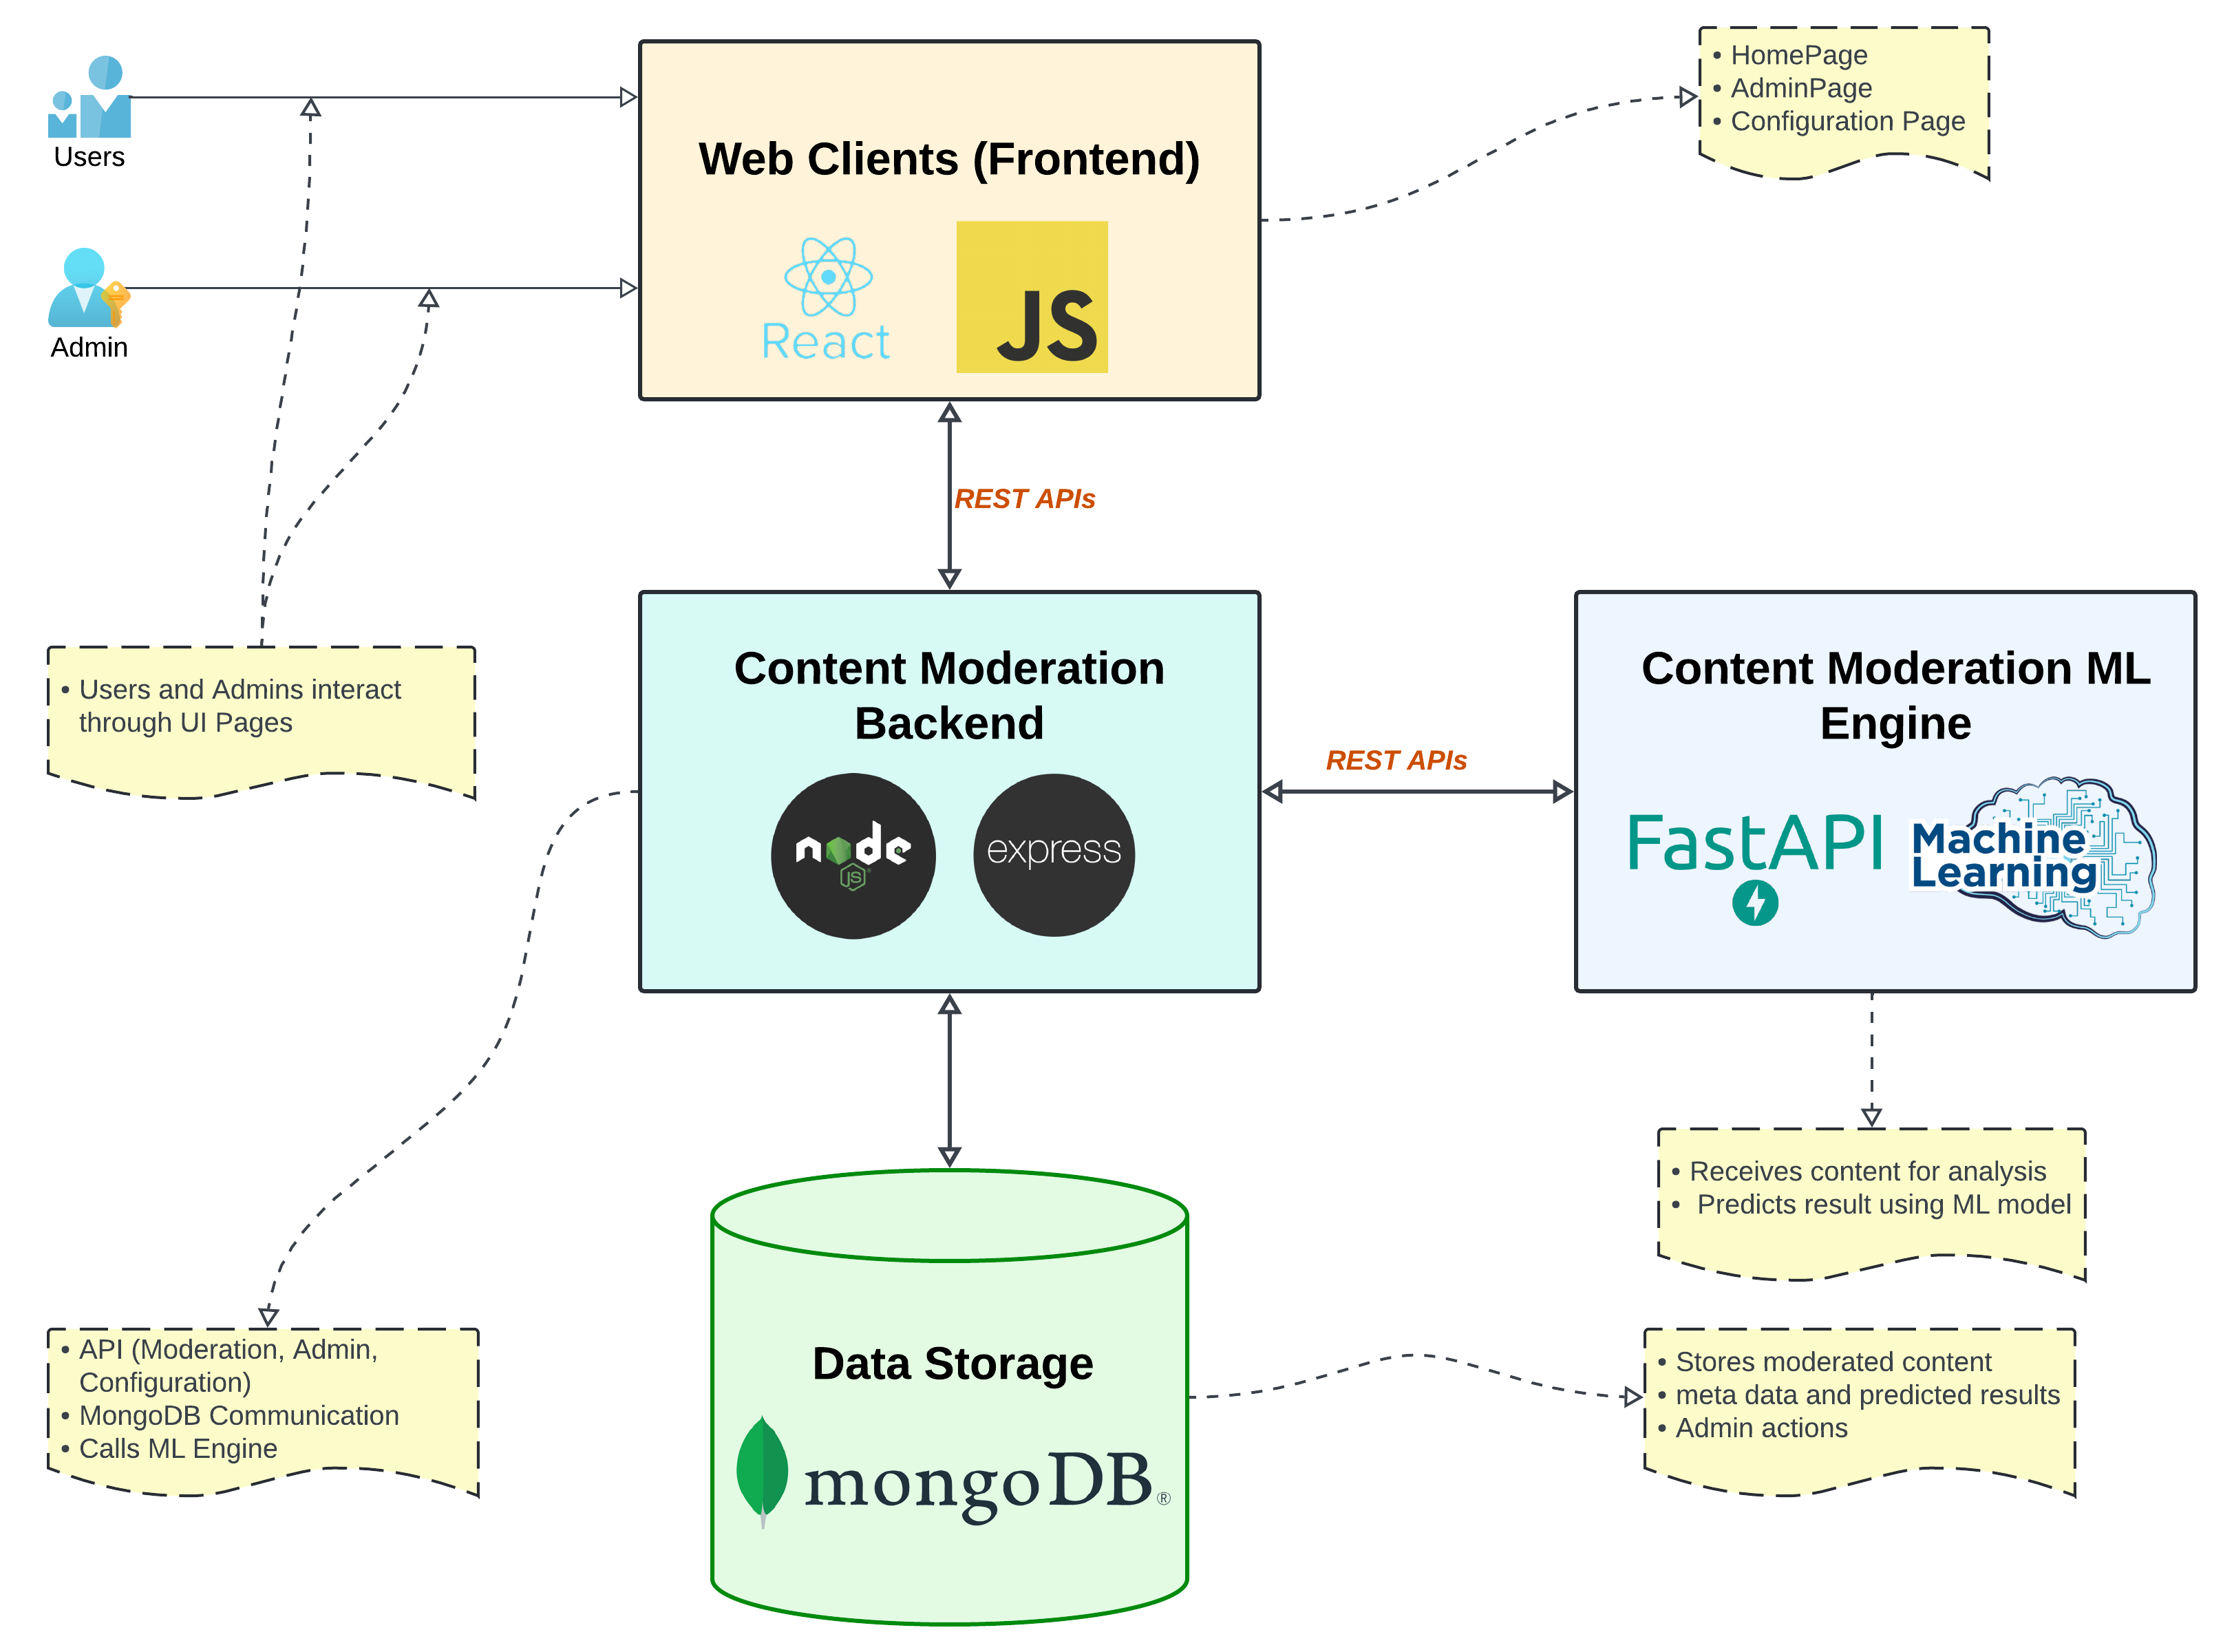 Users
Admin
Web Clients (Frontend)
React
JS
• HomePage
• AdminPage
• Configuration Page
REST APIs
• Users and Admins interact
through UI Pages
Content Moderation
Backend
node
JS
express
REST APIs
Content Moderation ML
Engine
FastAPI
Machine
Learning
• Receives content for analysis
• Predicts result using ML model
• API (Moderation, Admin,
Configuration)
• MongoDB Communication
• Calls ML Engine
Data Storage
mongoDB®
• Stores moderated content
• meta data and predicted results
• Admin actions